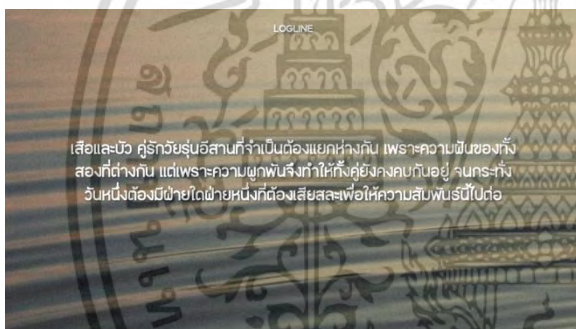 LOGLINE
เสือและบัว คู่รักวัยรุ่นอีสานที่จำเป็นต้องแยกห่างกัน เพราะความฝันของทั้ง
สองที่ต่างกัน แต่เพราะความผูกพันจึงทำให้ทั้งคู่ยังคงคบกันอยู่ จนกระทั่ง
วันหนึ่งต้องมีฝ่ายใดฝ่ายหนึ่งที่ต้องเสียสละเพื่อให้ความสัมพันธ์นี้ไปต่อ